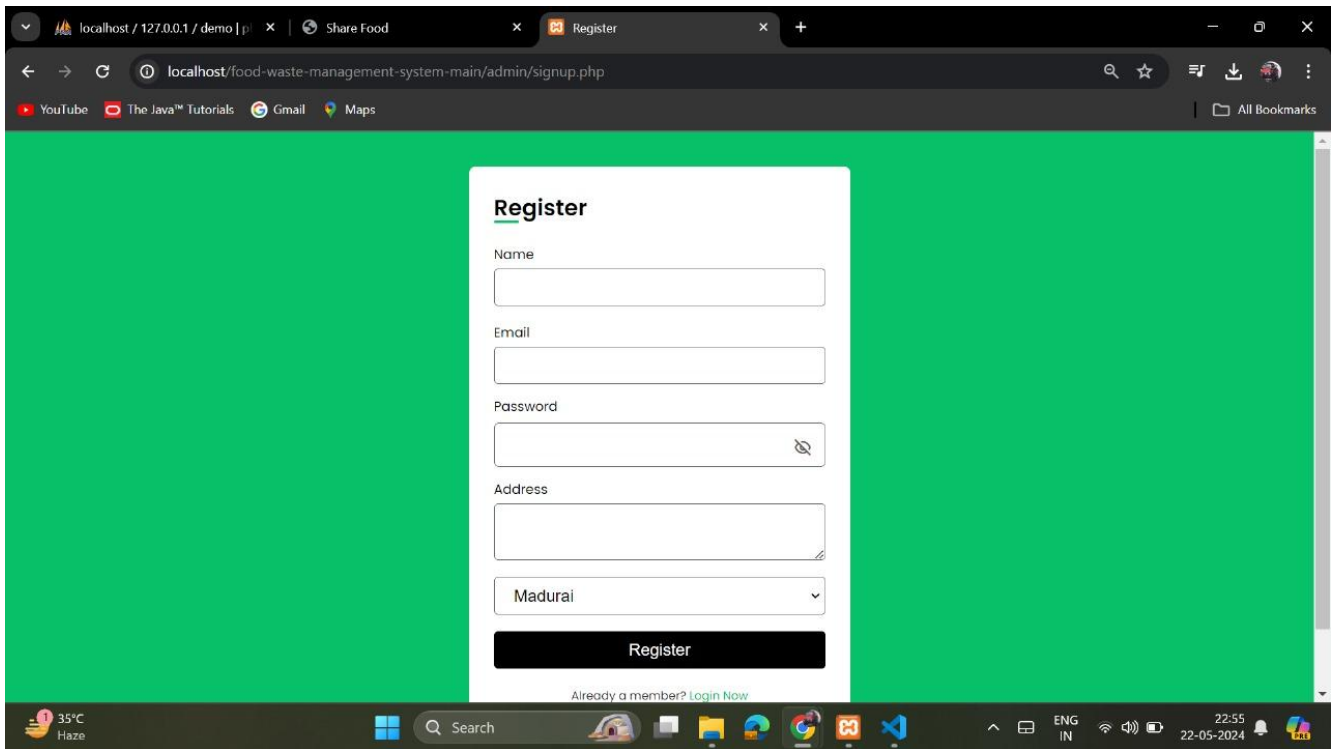 localhost / 127.0.0.1 / demo | p
Share Food
Register
localhost/food-waste-management-system-main/admin/signup.php
YouTube
The Java™ Tutorials
Gmail
Maps
All Bookmarks
Register
Name
Email
Password
Address
Madurai
Register
Already a member? Login Now
1
35°C
Haze
Search
PRE
ENG
IN
22:55
22-05-2024